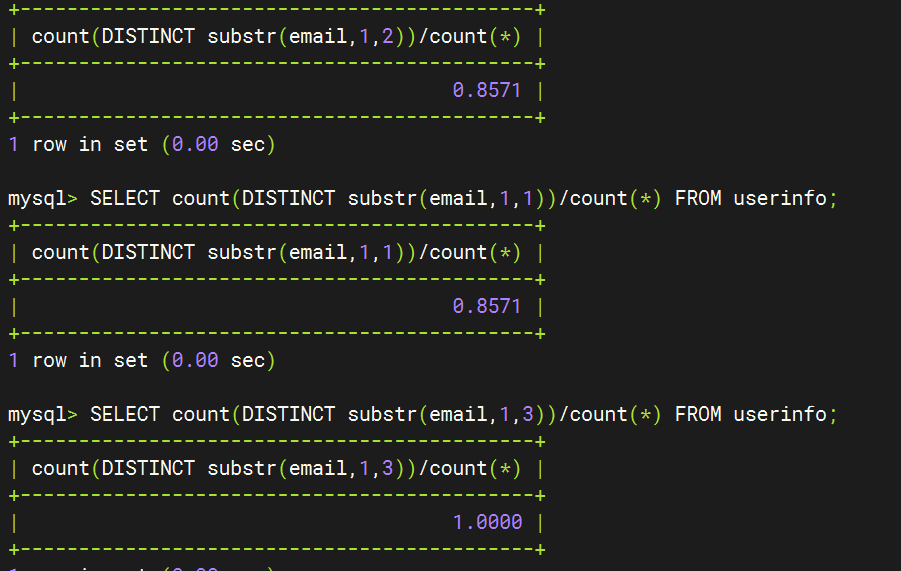 +--------------------------------------------+
| count(DISTINCT substr(email,1,2))/count(*) |
+--------------------------------------------+
|                                     0.8571 |
+--------------------------------------------+
1 row in set (0.00 sec)
mysql> SELECT count(DISTINCT substr(email,1,1))/count(*) FROM userinfo;
+--------------------------------------------+
| count(DISTINCT substr(email,1,1))/count(*) |
+--------------------------------------------+
|                                     0.8571 |
+--------------------------------------------+
1 row in set (0.00 sec)
mysql> SELECT count(DISTINCT substr(email,1,3))/count(*) FROM userinfo;
+--------------------------------------------+
| count(DISTINCT substr(email,1,3))/count(*) |
+--------------------------------------------+
|                                     1.0000 |
+--------------------------------------------+